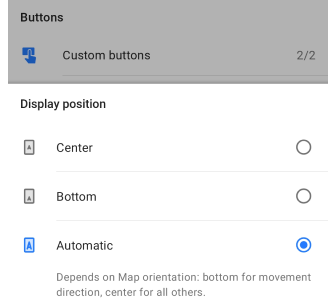 Buttons
Custom buttons 2/2
Display position
Center
Bottom
Automatic
Depends on Map orientation: bottom for movement
direction, center for all others.